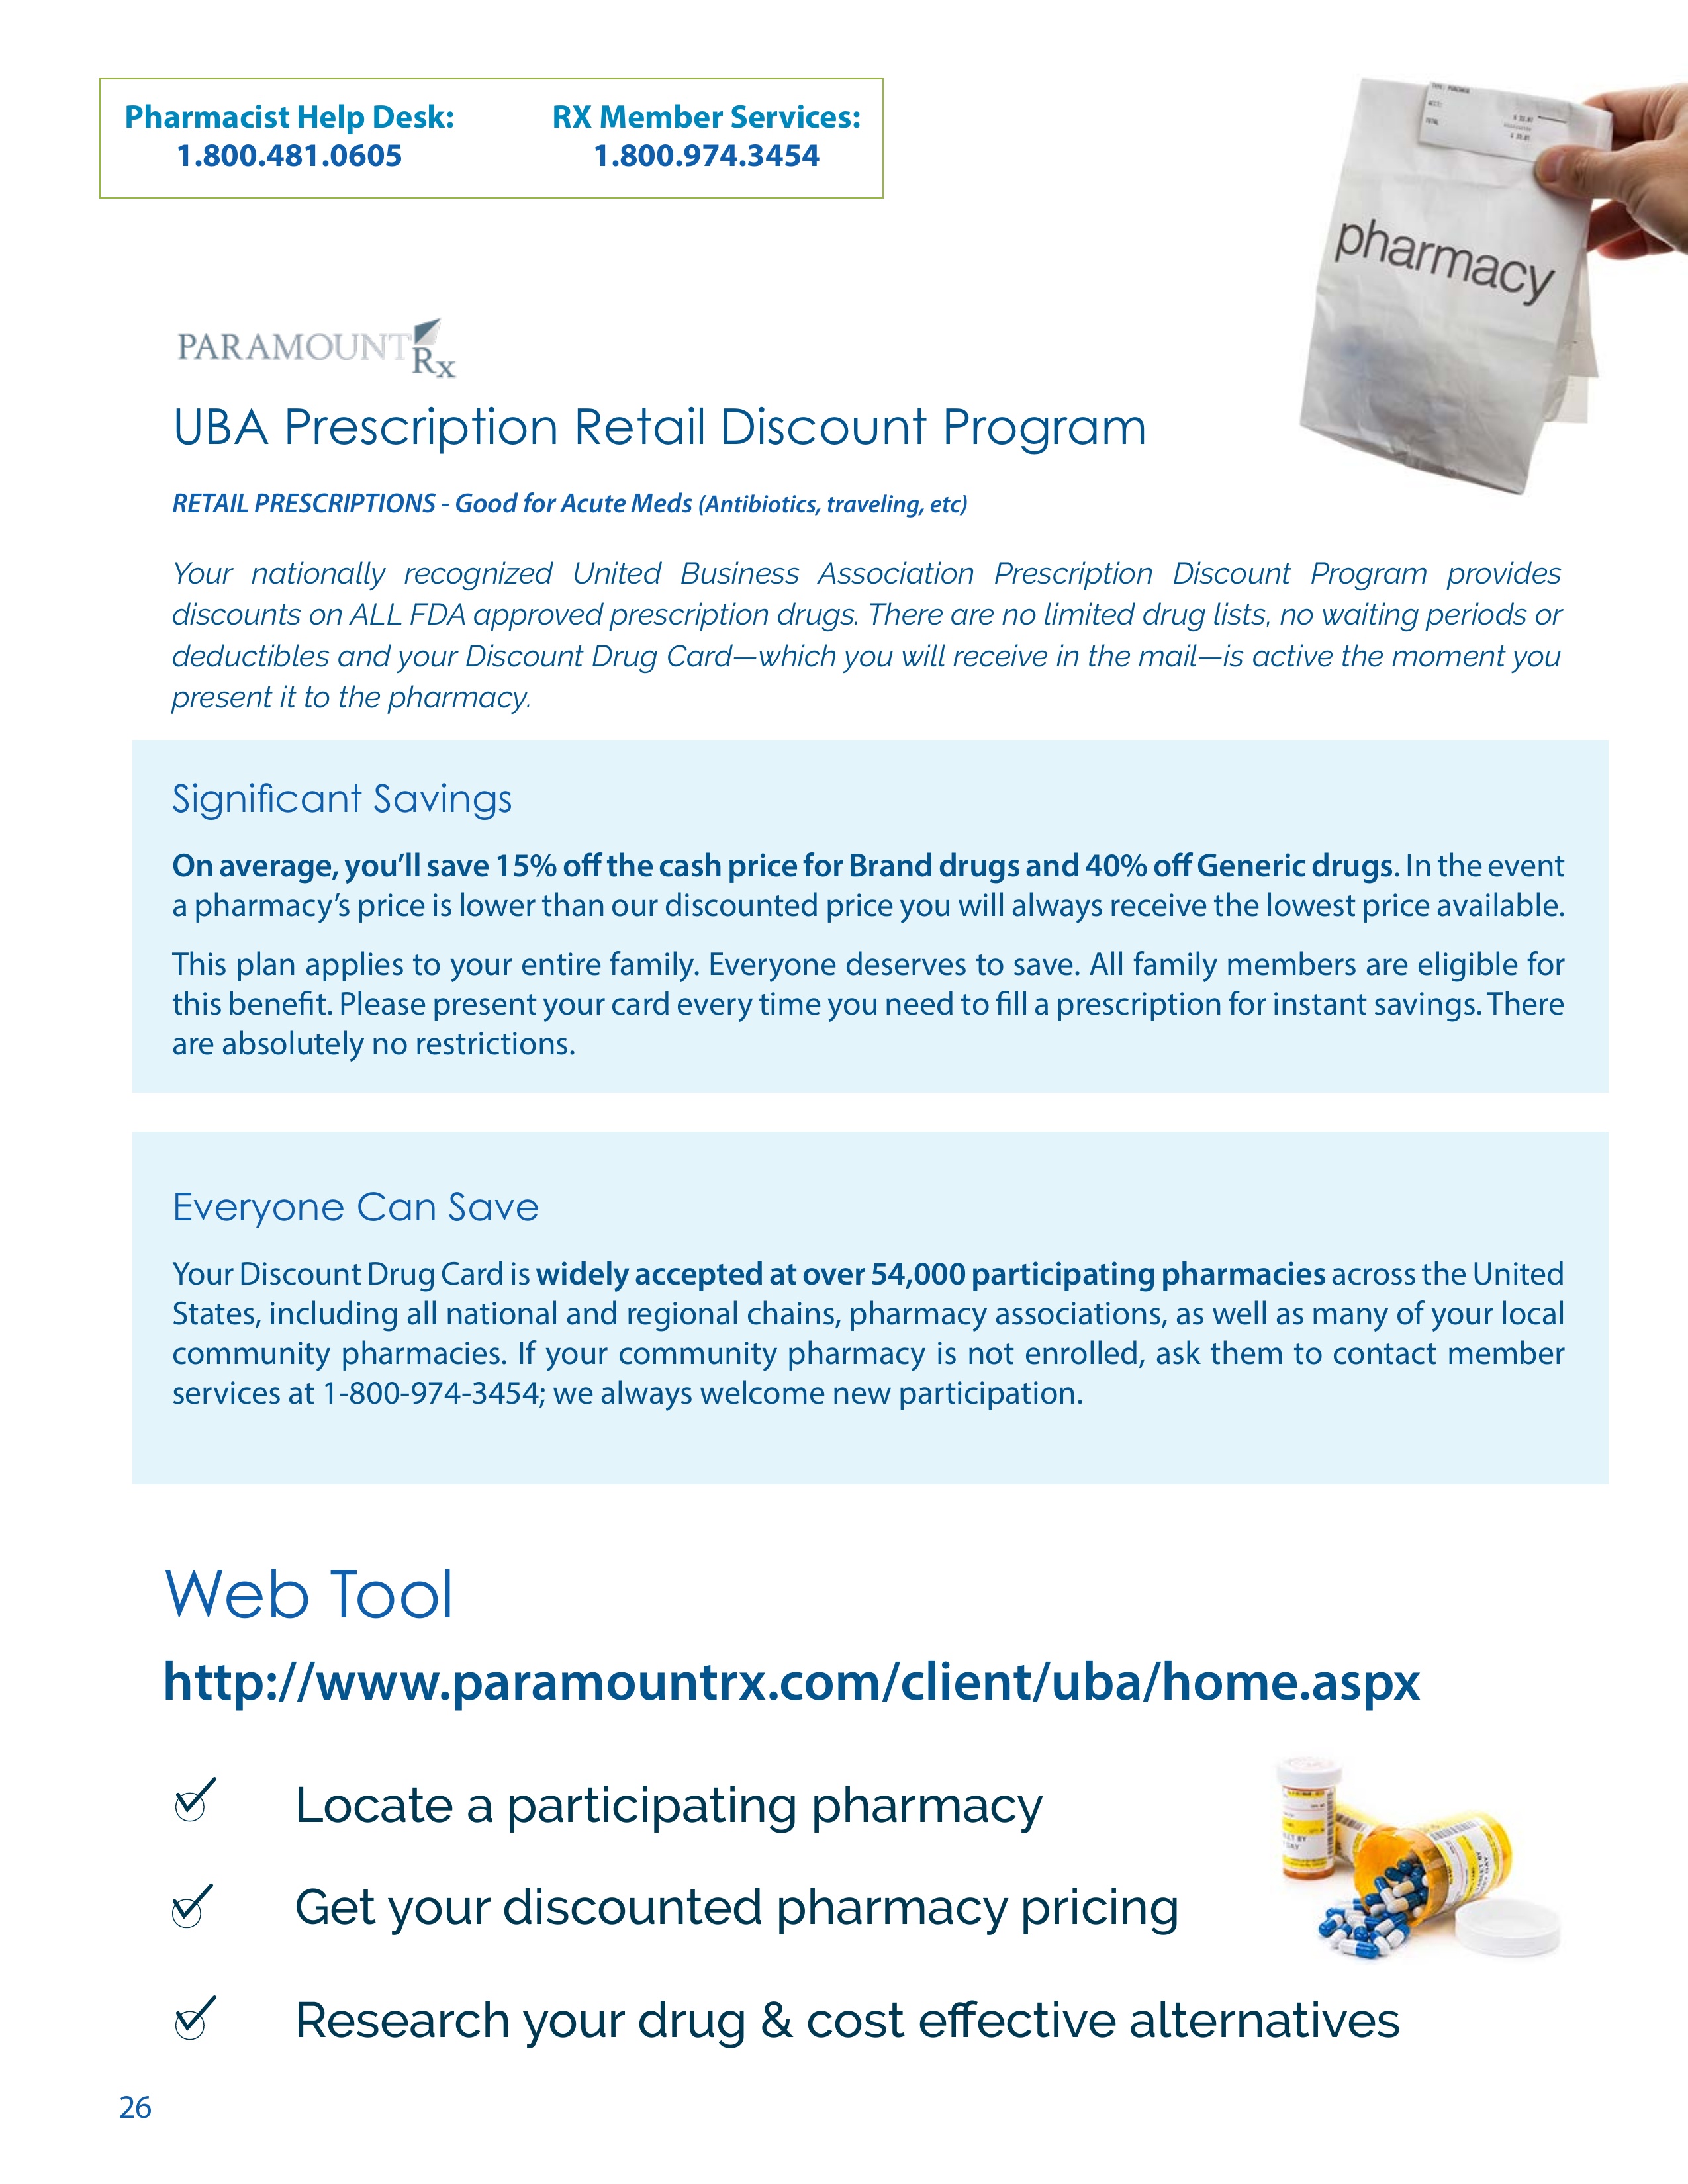 Pharmacist Help Desk:
1.800.481.0605
RX Member Services:
1.800.974.3454
pharmacy
PARAMOUNT Rx
UBA Prescription Retail Discount Program
RETAIL PRESCRIPTIONS - Good for Acute Meds (Antibiotics, traveling, etc)
Your nationally recognized United Business Association Prescription Discount Program provides
discounts on ALL FDA approved prescription drugs. There are no limited drug lists, no waiting periods or
deductibles and your Discount Drug Card—which you will receive in the mail—is active the moment you
present it to the pharmacy.
Significant Savings
On average, you’ll save 15% off the cash price for Brand drugs and 40% off Generic drugs. In the event
a pharmacy’s price is lower than our discounted price you will always receive the lowest price available.
This plan applies to your entire family. Everyone deserves to save. All family members are eligible for
this benefit. Please present your card every time you need to fill a prescription for instant savings. There
are absolutely no restrictions.
Everyone Can Save
Your Discount Drug Card is widely accepted at over 54,000 participating pharmacies across the United
States, including all national and regional chains, pharmacy associations, as well as many of your local
community pharmacies. If your community pharmacy is not enrolled, ask them to contact member
services at 1-800-974-3454; we always welcome new participation.
Web Tool
http://www.paramountrx.com/client/uba/home.aspx
Locate a participating pharmacy
Get your discounted pharmacy pricing
Research your drug & cost effective alternatives
26